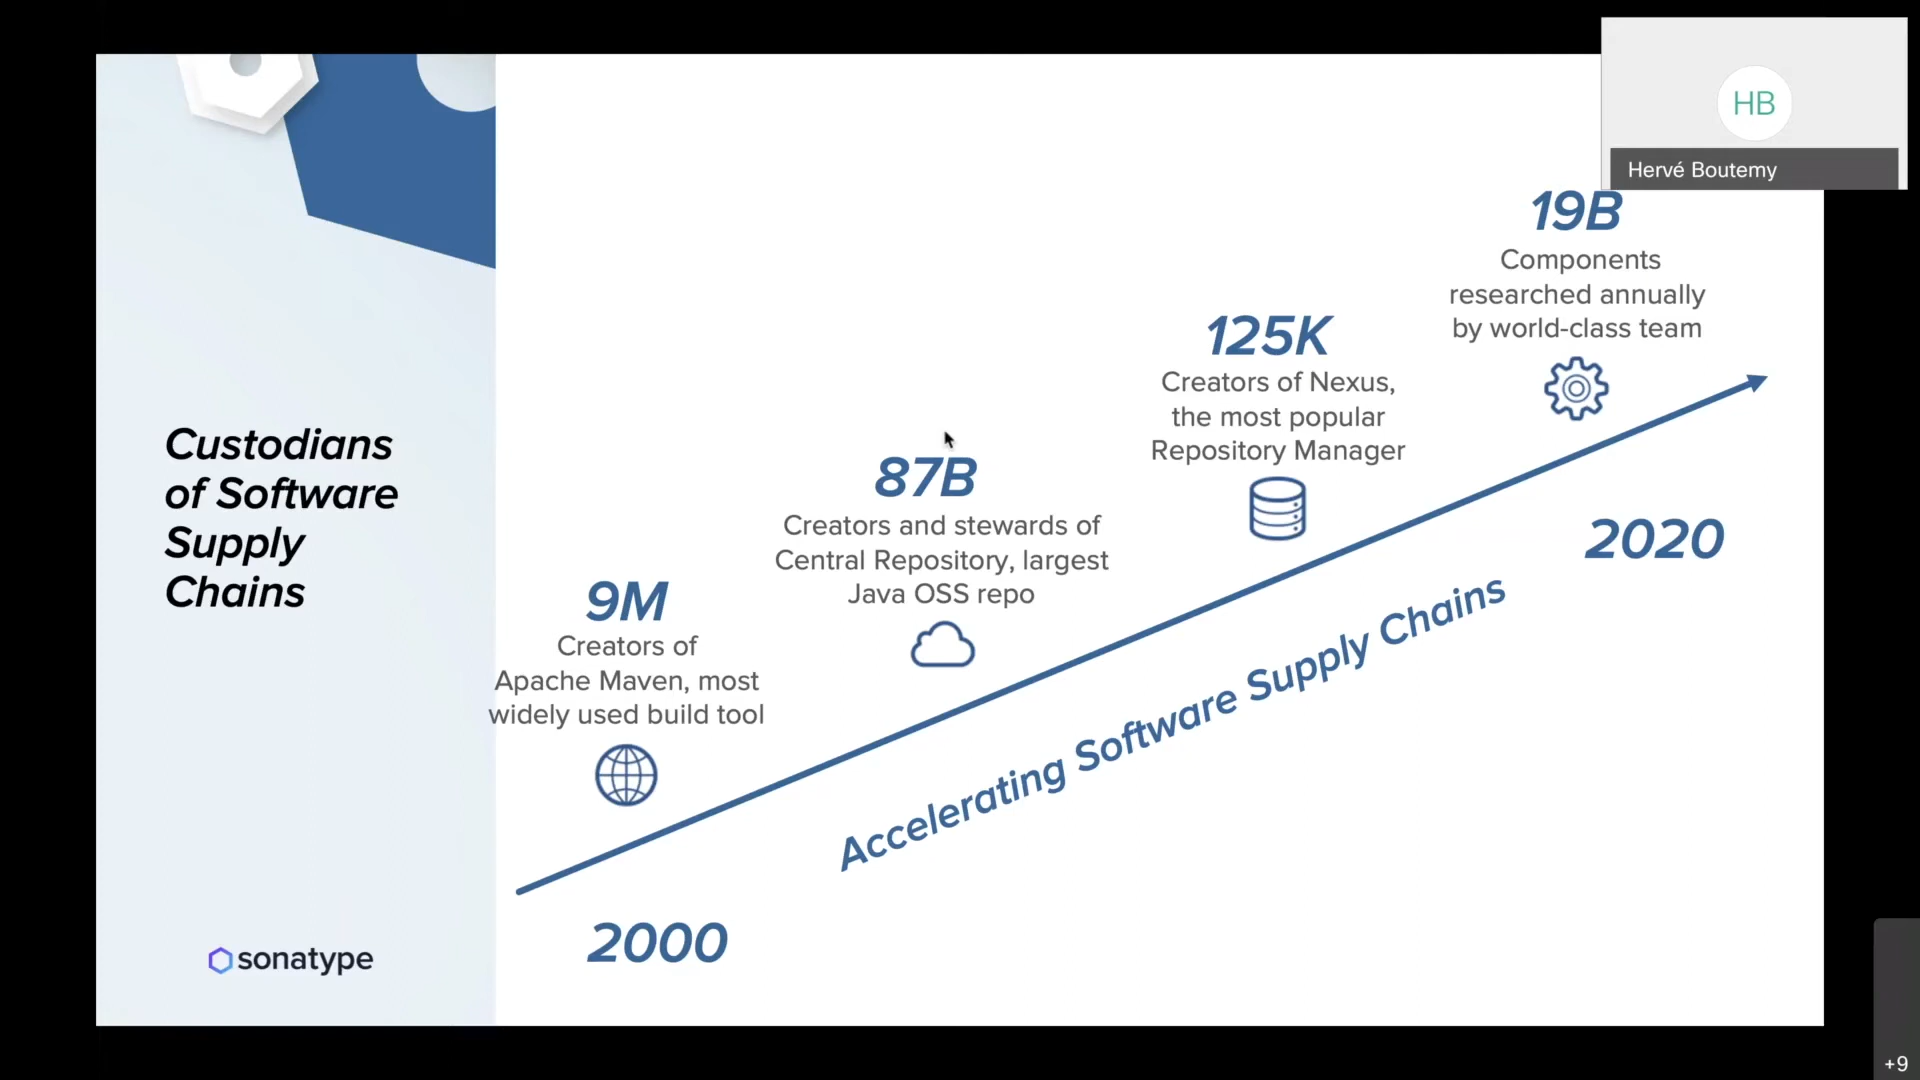 HB
Hervé Boutemy
Custodians
of Software
Supply
Chains
9M
Creators of
Apache Maven, most
widely used build tool
87B
Creators and stewards of
Central Repository, largest
Java OSS repo
125K
Creators of Nexus,
the most popular
Repository Manager
19B
Components
researched annually
by world-class team
Accelerating Software Supply Chains
2000
2020
sonatype
+9